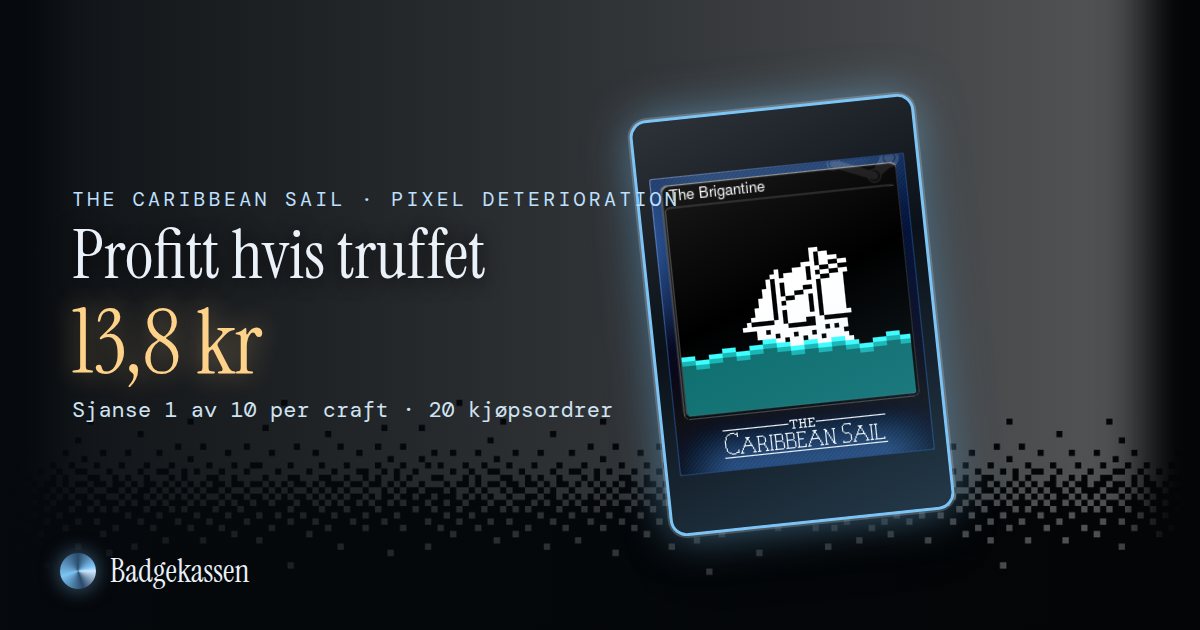 THE CARIBBEAN SAIL · PIXEL DETERIORATION
Profitt hvis truffet
13,8 kr
Sjanse 1 av 10 per craft · 20 kjøpsordrer
The Brigantine
THE
CARIBBEAN SAIL
Badgekassen